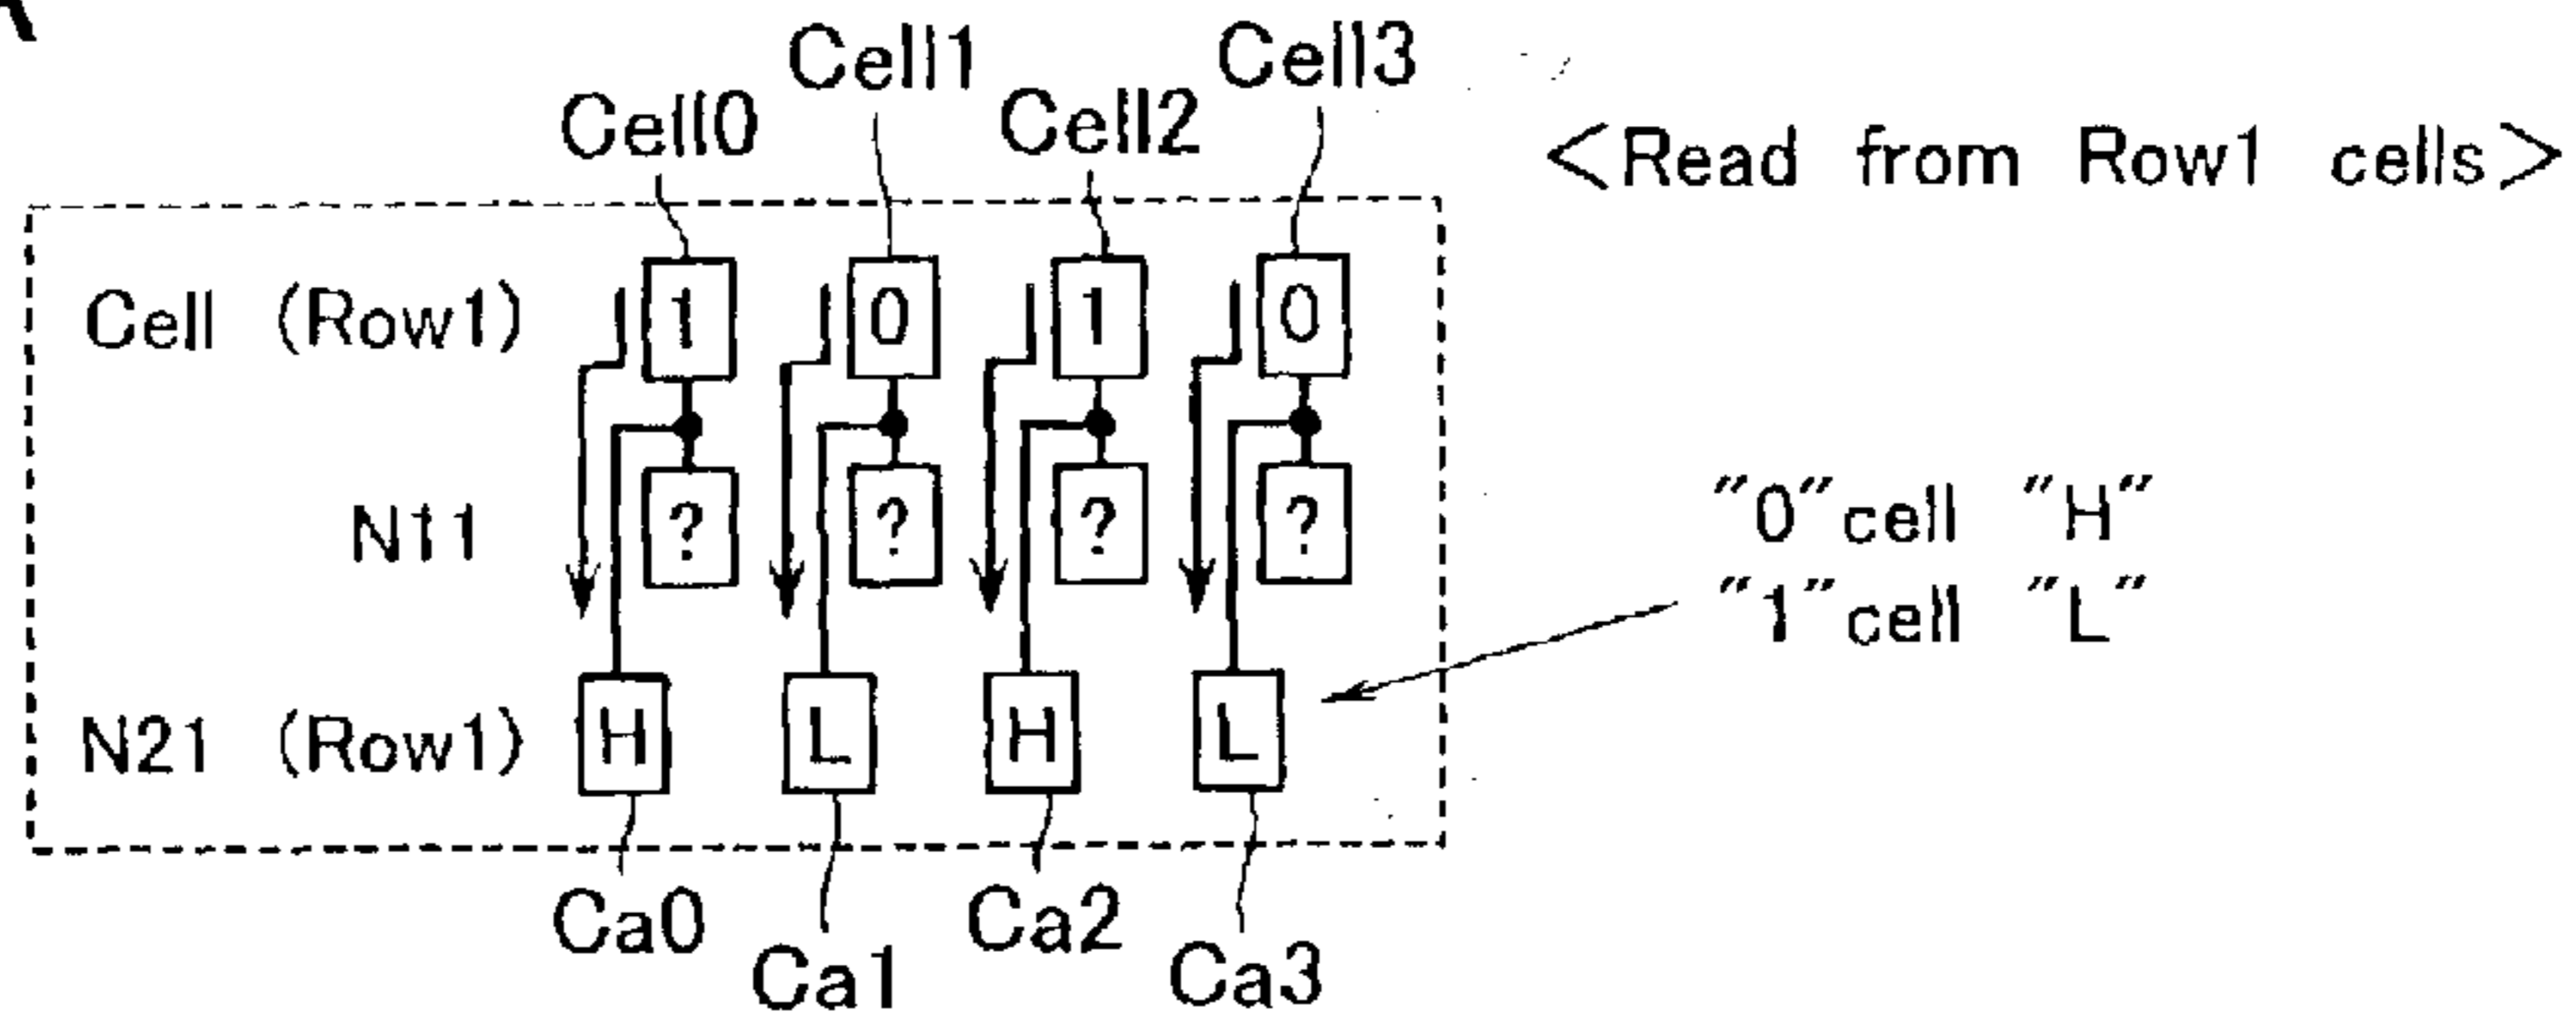 Cell0 Cell1 Cell2 Cell3
<Read from Row1 cells>
Cell (Row1) 1 0 1 0
N11 ? ? ? ?
"0"cell "H"
"1"cell "L"
N21 (Row1) H L H L
Ca0 Ca1 Ca2 Ca3